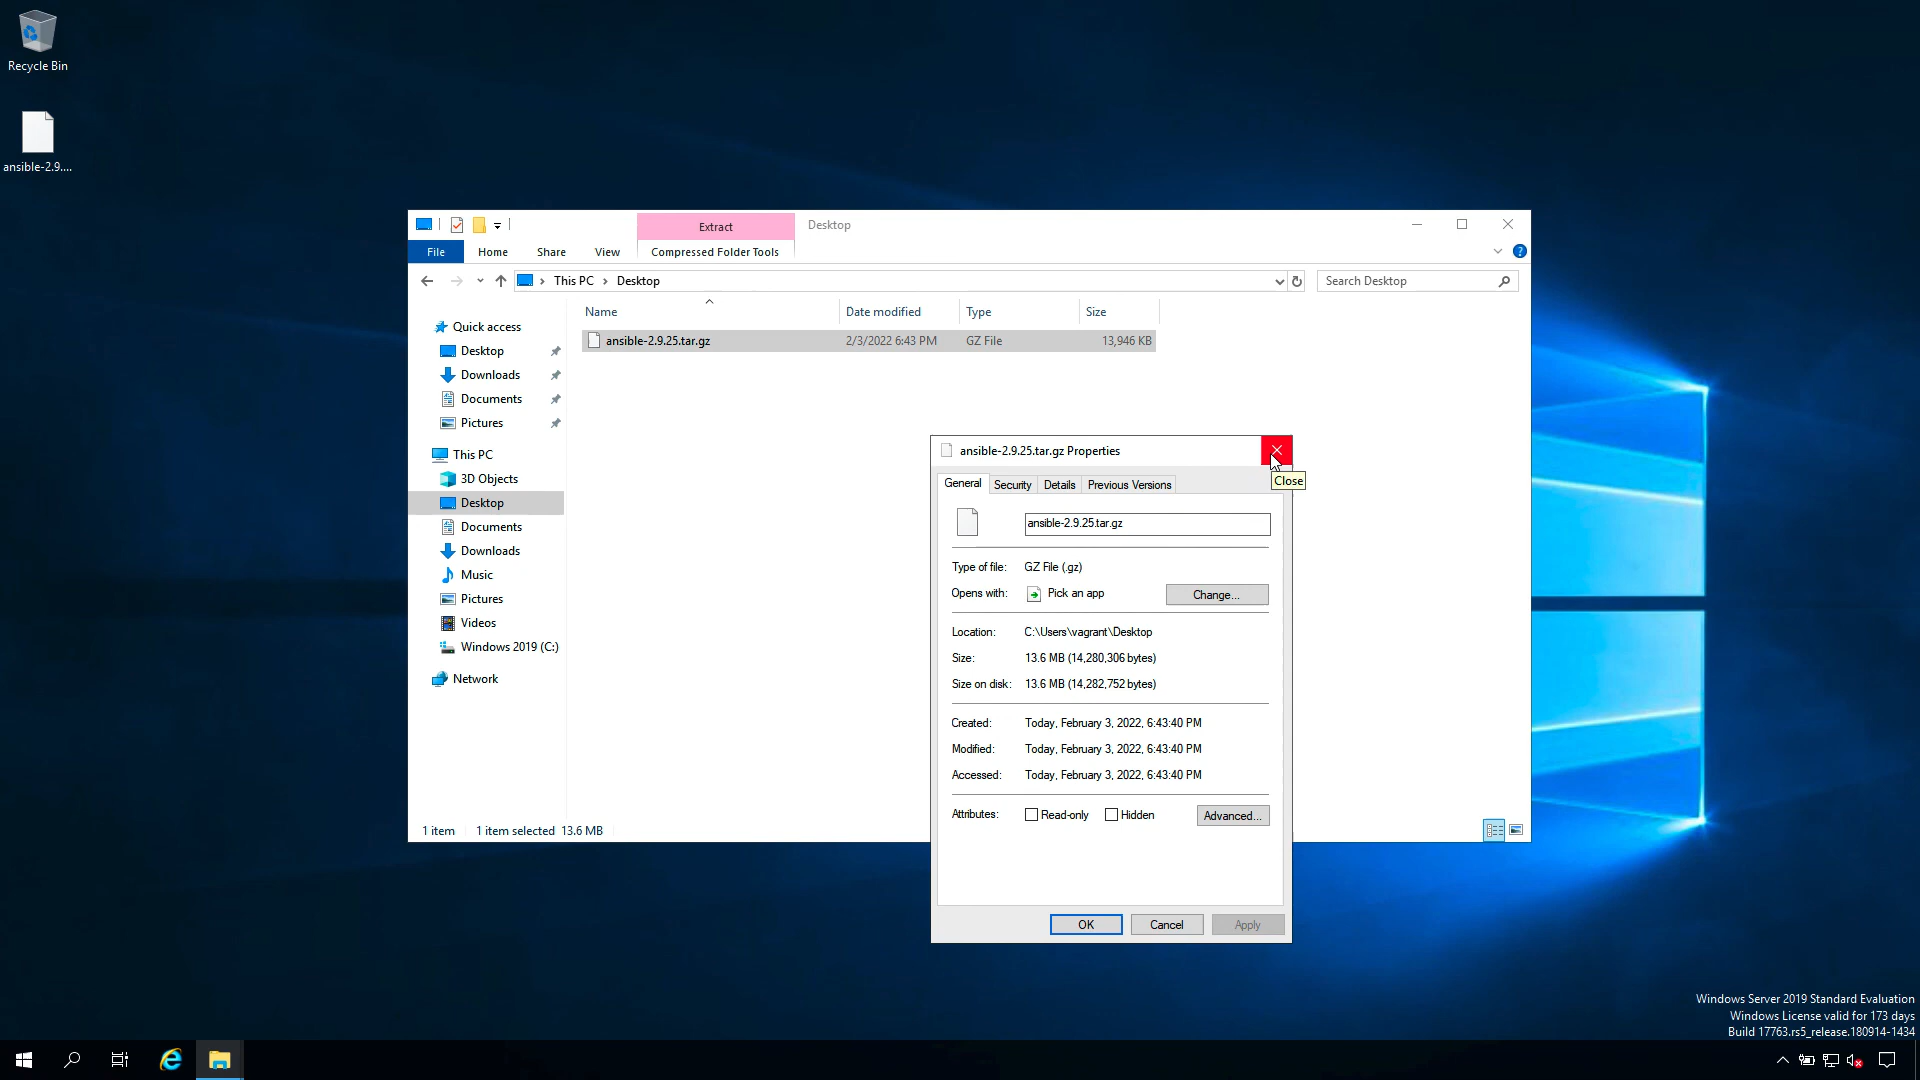 Recycle Bin
ansible-2.9....
Extract
Desktop
File
Home
Share
View
Compressed Folder Tools
This PC
Desktop
Search Desktop
Name
Date modified
Type
Size
ansible-2.9.25.tar.gz
2/3/2022 6:43 PM
GZ File
13,946 KB
Quick access
Desktop
Downloads
Documents
Pictures
This PC
3D Objects
Desktop
Documents
Downloads
Music
Pictures
Videos
Windows 2019 (C:)
Network
1 item
1 item selected 13.6 MB
ansible-2.9.25.tar.gz Properties
Close
General
Security
Details
Previous Versions
ansible-2.9.25.tar.gz
Type of file: GZ File (.gz)
Opens with: Pick an app
Change...
Location: C:\Users\vagrant\Desktop
Size: 13.6 MB (14,280,306 bytes)
Size on disk: 13.6 MB (14,282,752 bytes)
Created: Today, February 3, 2022, 6:43:40 PM
Modified: Today, February 3, 2022, 6:43:40 PM
Accessed: Today, February 3, 2022, 6:43:40 PM
Attributes: Read-only Hidden
Advanced...
OK
Cancel
Apply
Windows Server 2019 Standard Evaluation
Windows License valid for 173 days
Build 17763.rs5_release.180914-1434